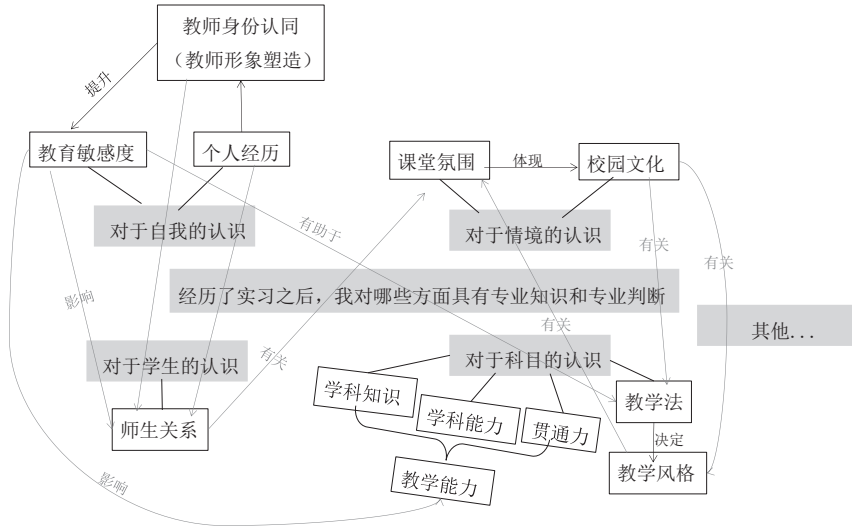 教师身份认同
（教师形象塑造）
提升
教育敏感度
个人经历
课堂氛围
体现
校园文化
对于自我的认识
有助于
对于情境的认识
有关
有关
影响
经历了实习之后，我对哪些方面具有专业知识和专业判断
有关
其他...
对于学生的认识
有关
对于科目的认识
学科知识
学科能力
贯通力
教学法
师生关系
决定
教学能力
教学风格
影响